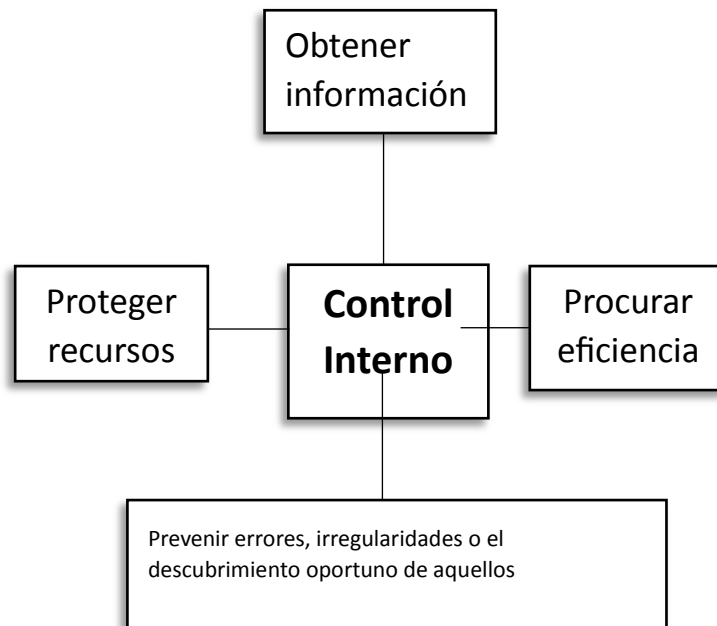 Obtener
información
Proteger
recursos
Control
Interno
Procurar
eficiencia
Prevenir errores, irregularidades o el
descubrimiento oportuno de aquellos